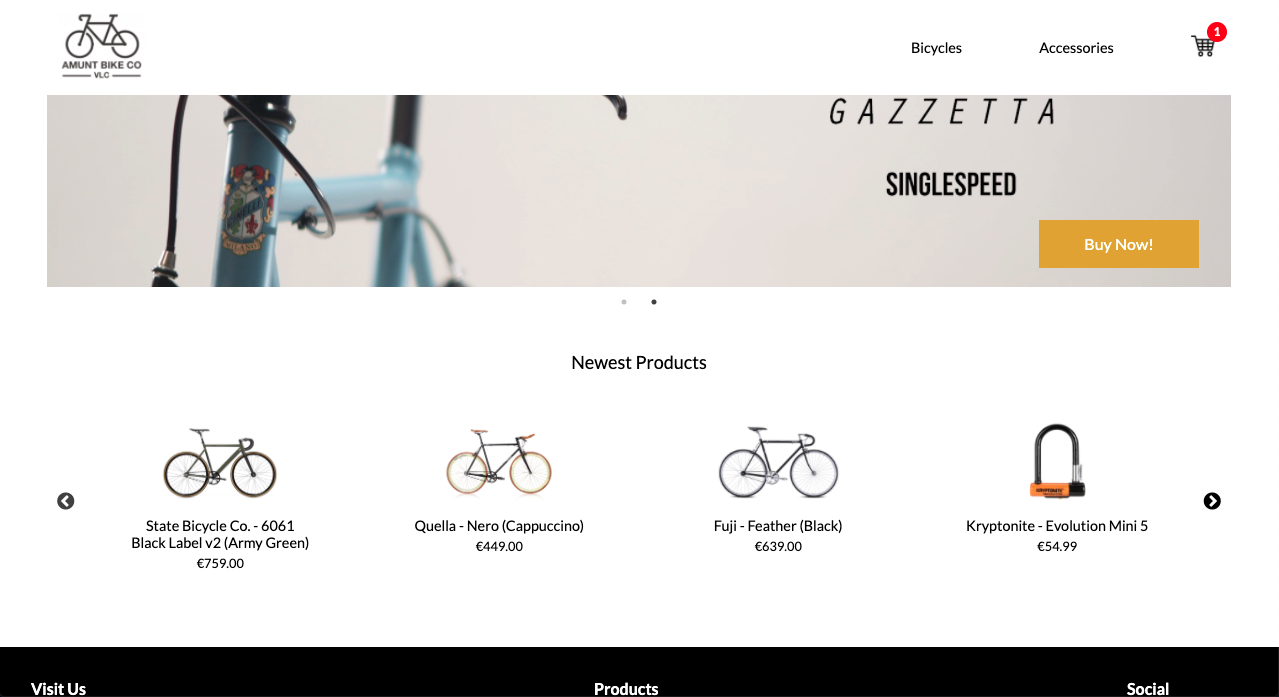 AMUNT BIKE CO
VLC
Bicycles
Accessories
1
GAZZETTA
SINGLESPEED
Buy Now!
Newest Products
State Bicycle Co. - 6061
Black Label v2 (Army Green)
€759.00
Quella - Nero (Cappuccino)
€449.00
Fuji - Feather (Black)
€639.00
KRYPTONITE
Kryptonite - Evolution Mini 5
€54.99
Visit Us
Products
Social